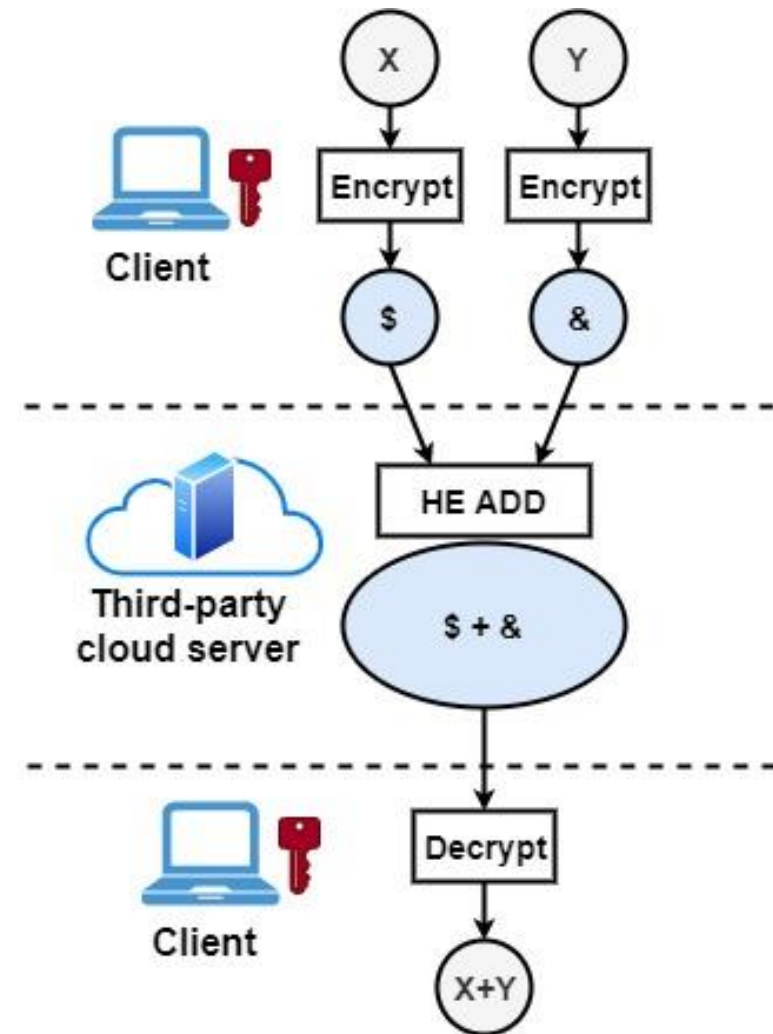 X
Y
Encrypt
Encrypt
Client
$
&
HE ADD
Third-party
cloud server
$ + &
Decrypt
Client
X+Y